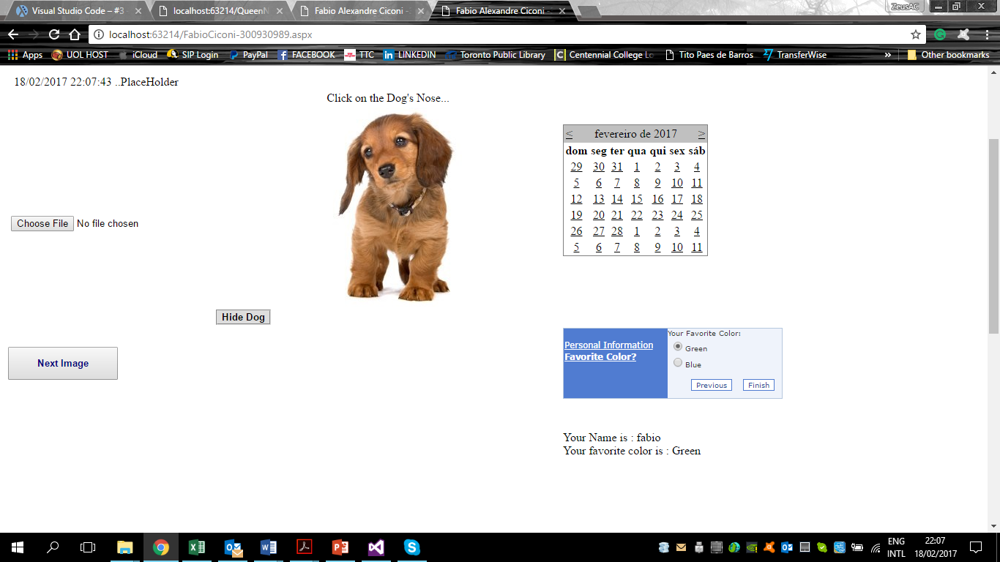 Visual Studio Code – #3
localhost:63214/QueenN
Fabio Alexandre Ciconi -
Fabio Alexandre Ciconi -
ZeusAC
localhost:63214/FabioCiconi-300930989.aspx
Apps UOL HOST iCloud SIP Login PayPal FACEBOOK TTC LINKEDIN Toronto Public Library Centennial College Lo Tito Paes de Barros TransferWise » Other bookmarks
18/02/2017 22:07:43 ..PlaceHolder
Click on the Dog's Nose...
< fevereiro de 2017 >
dom seg ter qua qui sex sáb
29 30 31 1 2 3 4
5 6 7 8 9 10 11
12 13 14 15 16 17 18
19 20 21 22 23 24 25
26 27 28 1 2 3 4
5 6 7 8 9 10 11
Choose File No file chosen
Hide Dog
Next Image
Personal Information
Favorite Color?
Your Favorite Color:
Green
Blue
Previous Finish
Your Name is : fabio
Your favorite color is : Green
ENG
INTL
22:07
18/02/2017